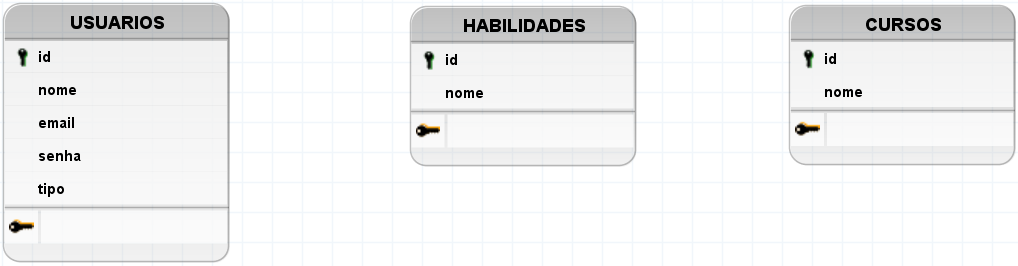 USUARIOS
id
nome
email
senha
tipo
HABILIDADES
id
nome
CURSOS
id
nome